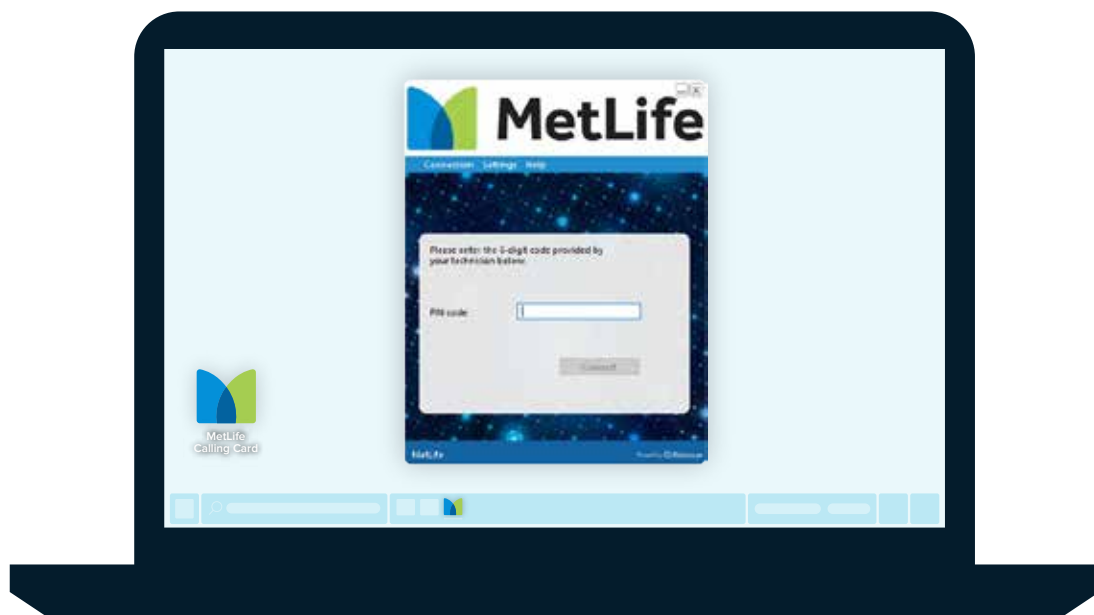 MetLife
Connection Settings Help
Please enter the 6-digit code provided by
your technician below.
PIN code
Connect
MetLife
Calling Card
MetLife